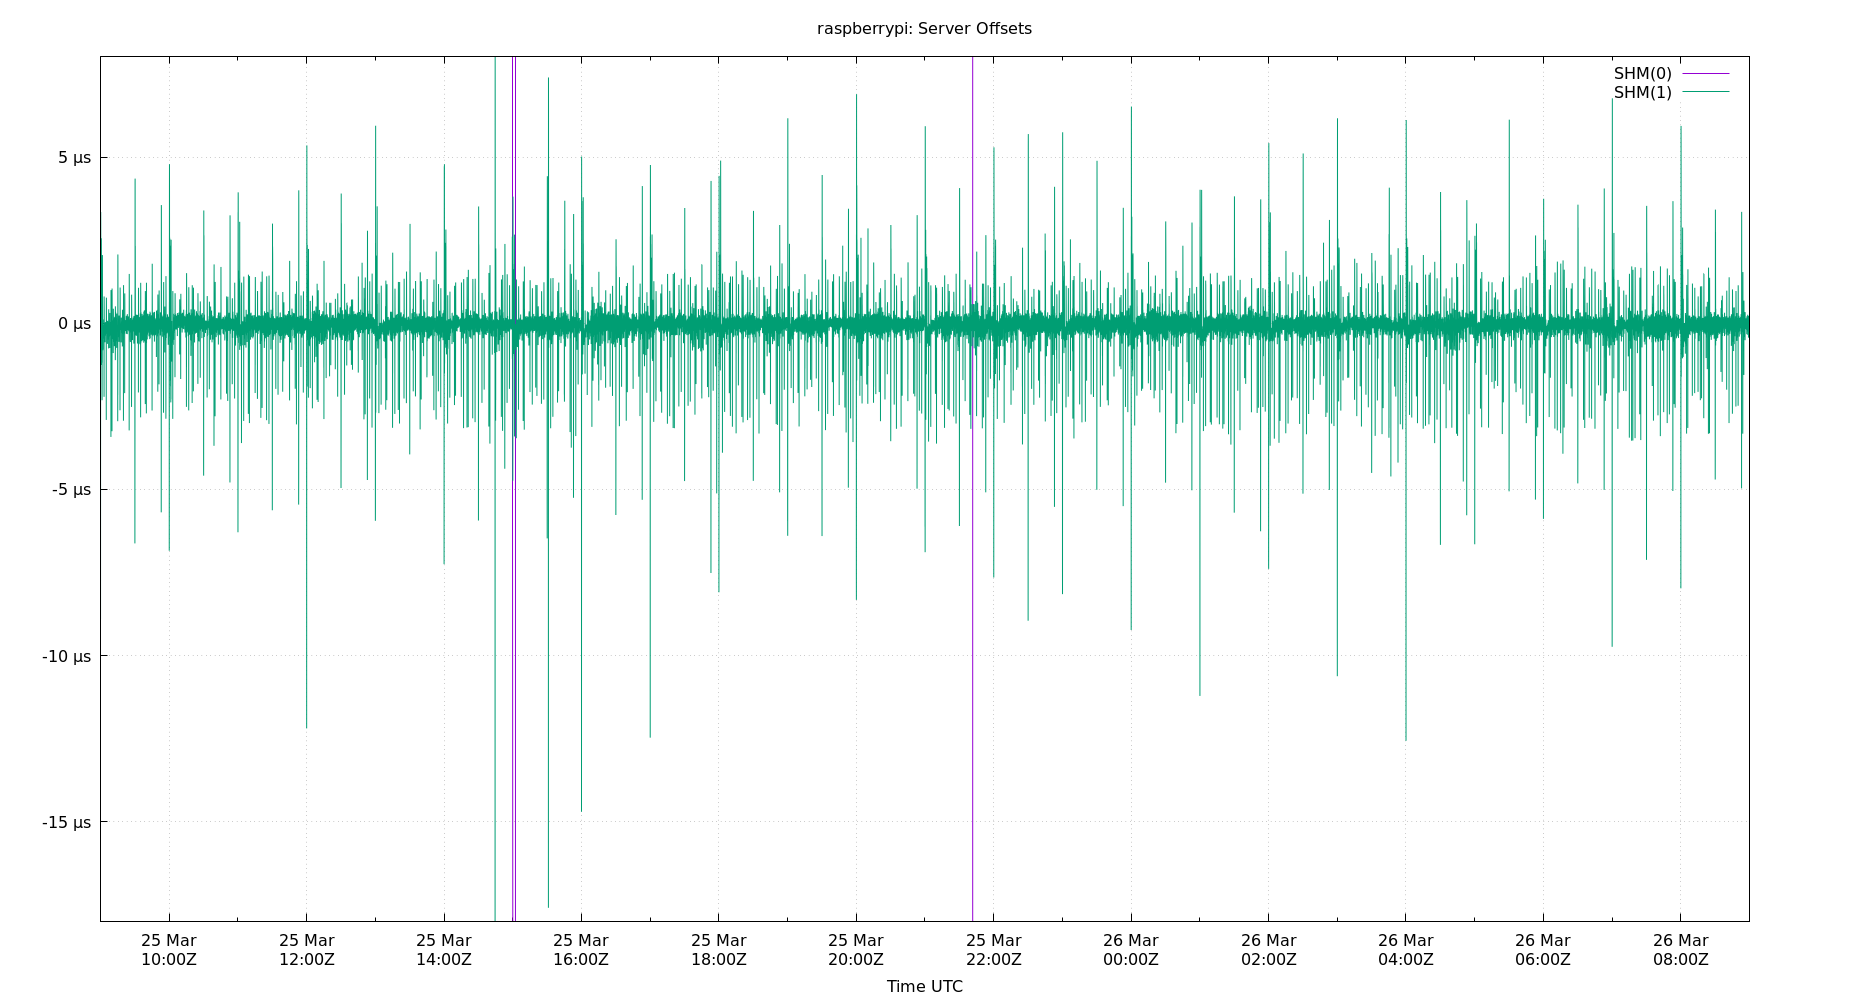 raspberrypi: Server Offsets
SHM(0)
SHM(1)
5 µs
0 µs
-5 µs
-10 µs
-15 µs
25 Mar 25 Mar 25 Mar 25 Mar 25 Mar 25 Mar 25 Mar 26 Mar 26 Mar 26 Mar 26 Mar 26 Mar
10:00Z 12:00Z 14:00Z 16:00Z 18:00Z 20:00Z 22:00Z 00:00Z 02:00Z 04:00Z 06:00Z 08:00Z
Time UTC